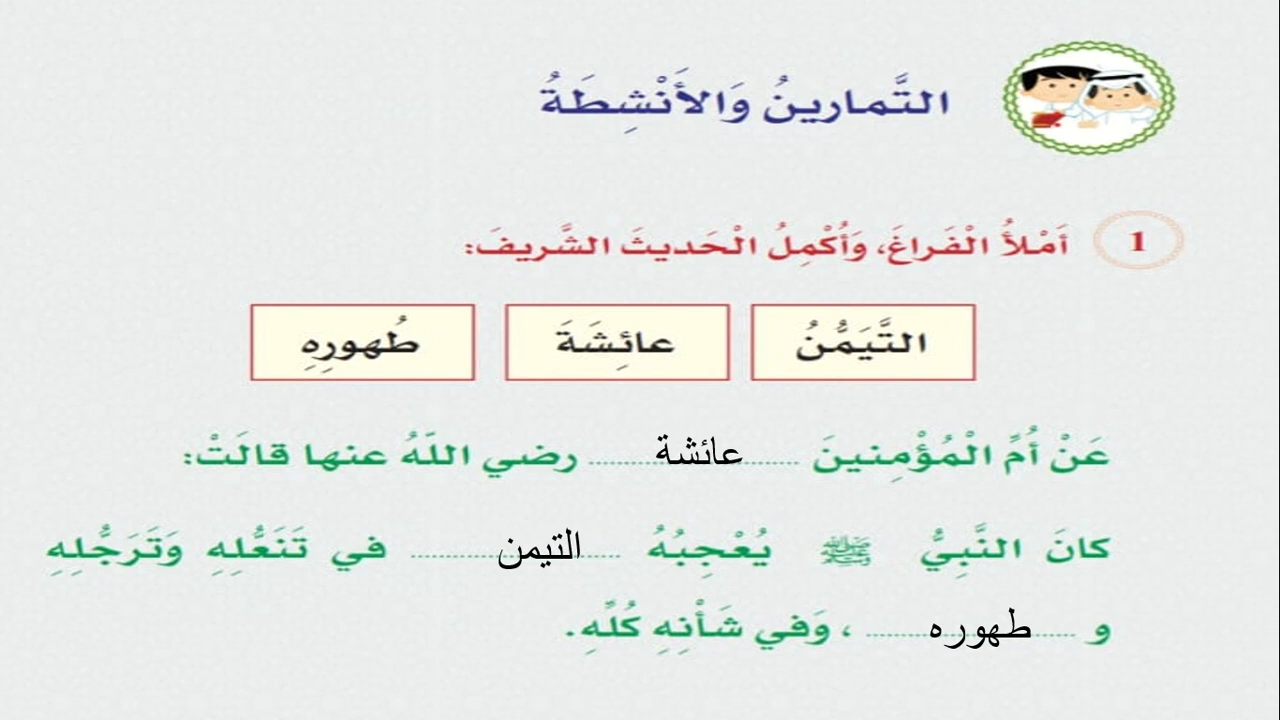 التَّمارينُ وَالأَنْشِطَةُ
1 أَمْلأُ الْفَراغَ، وَأُكْمِلُ الْحَديثَ الشَّريفَ:
التَّيَمُّنُ عائِشَةَ طُهورِهِ
عَنْ أُمِّ الْمُؤْمِنينَ عائشة رضي اللهُ عنها قالَتْ:
كانَ النَّبِيُّ ﷺ يُعْجِبُهُ التيمن في تَنَعُّلِهِ وَتَرَجُّلِهِ
و طهوره ، وَفي شَأْنِهِ كُلِّهِ.